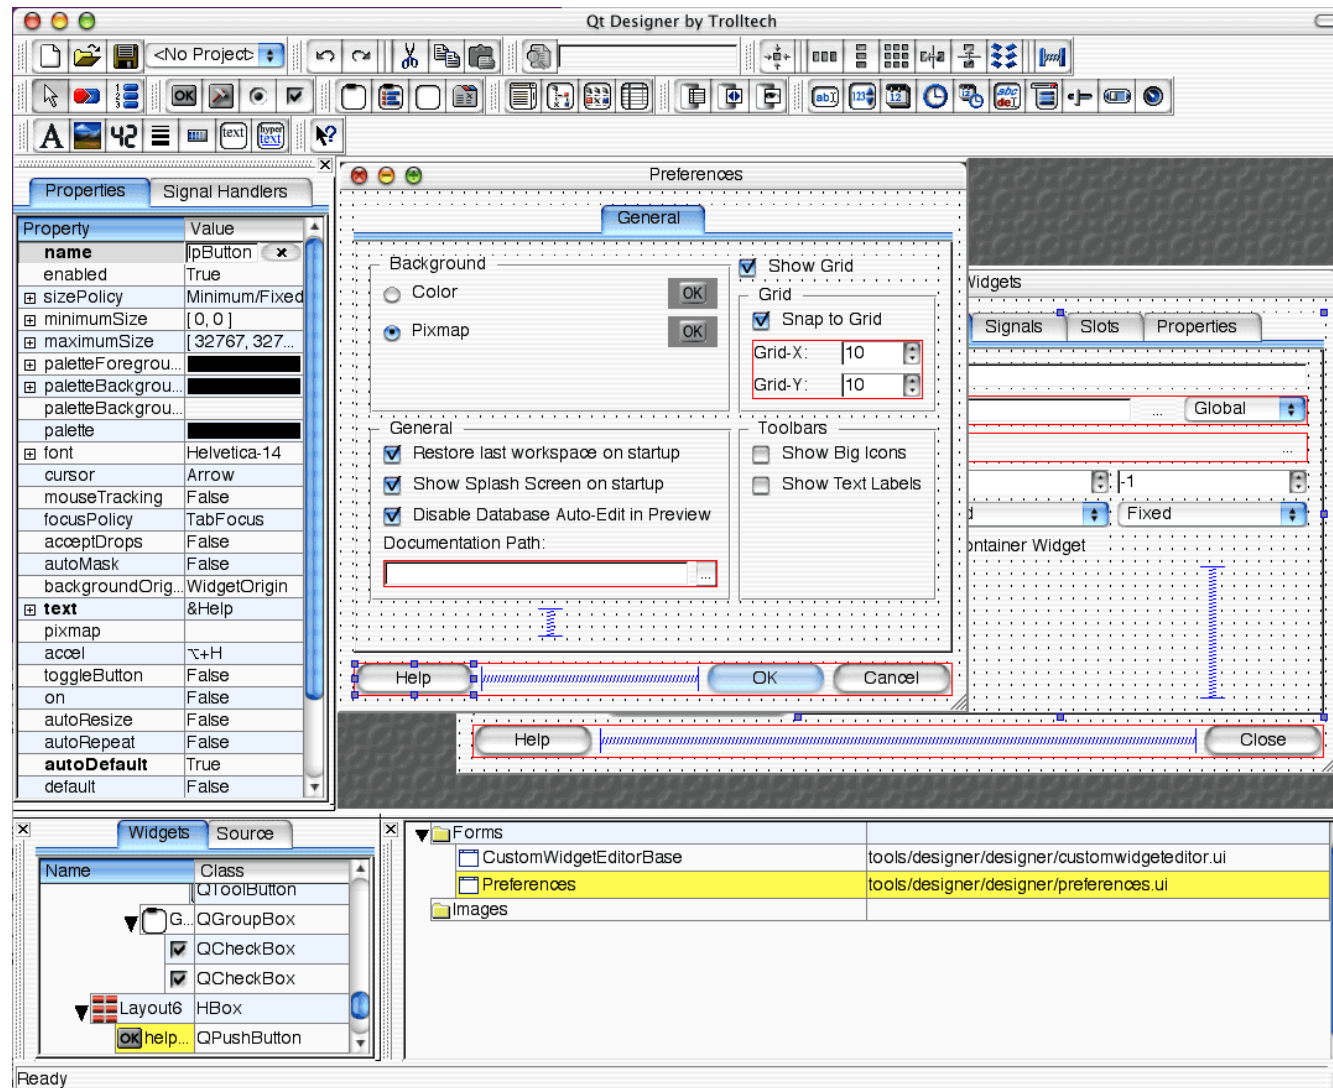 Qt Designer by Trolltech
<No Project>
OK
A 42 text hyper text
Properties Signal Handlers
Property Value
name lpButton
enabled True
sizePolicy Minimum/Fixed
minimumSize [ 0, 0 ]
maximumSize [ 32767, 327...
paletteForegrou...
paletteBackgrou...
paletteBackgrou...
palette
font Helvetica-14
cursor Arrow
mouseTracking False
focusPolicy TabFocus
acceptDrops False
autoMask False
backgroundOrig... WidgetOrigin
text &Help
pixmap
accel ⌥+H
toggleButton False
on False
autoResize False
autoRepeat False
autoDefault True
default False
Preferences
General
Background
Color OK
Pixmap OK
Show Grid
Grid
Snap to Grid
Grid-X: 10
Grid-Y: 10
General
Restore last workspace on startup
Show Splash Screen on startup
Disable Database Auto-Edit in Preview
Documentation Path:
...
Toolbars
Show Big Icons
Show Text Labels
Help OK Cancel
Widgets
Signals Slots Properties
... Global
...
-1
Fixed
ontainer Widget
Help Close
Widgets Source
Name Class
QToolButton
G... QGroupBox
QCheckBox
QCheckBox
Layout6 HBox
OK help... QPushButton
Forms
CustomWidgetEditorBase tools/designer/designer/customwidgeteditor.ui
Preferences tools/designer/designer/preferences.ui
Images
Ready